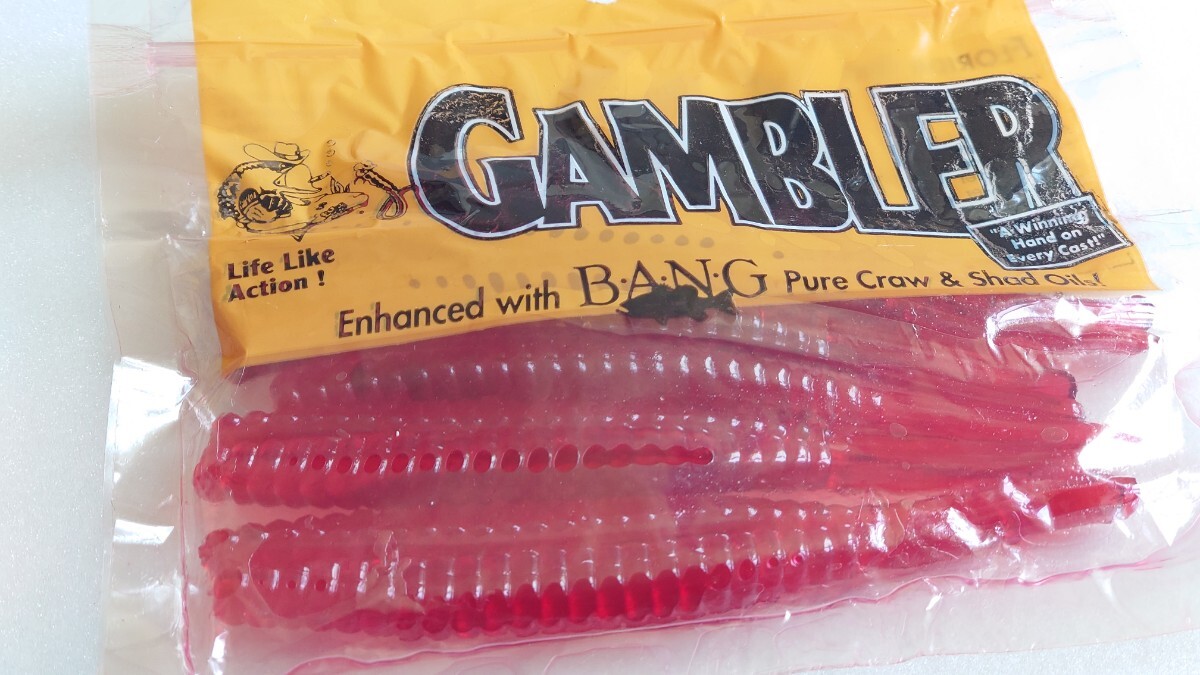 GAMBLER
"A Winning
Hand on
Every Cast!"
Life Like
Action !
Enhanced with B·A·N·G Pure Craw & Shad Oils!